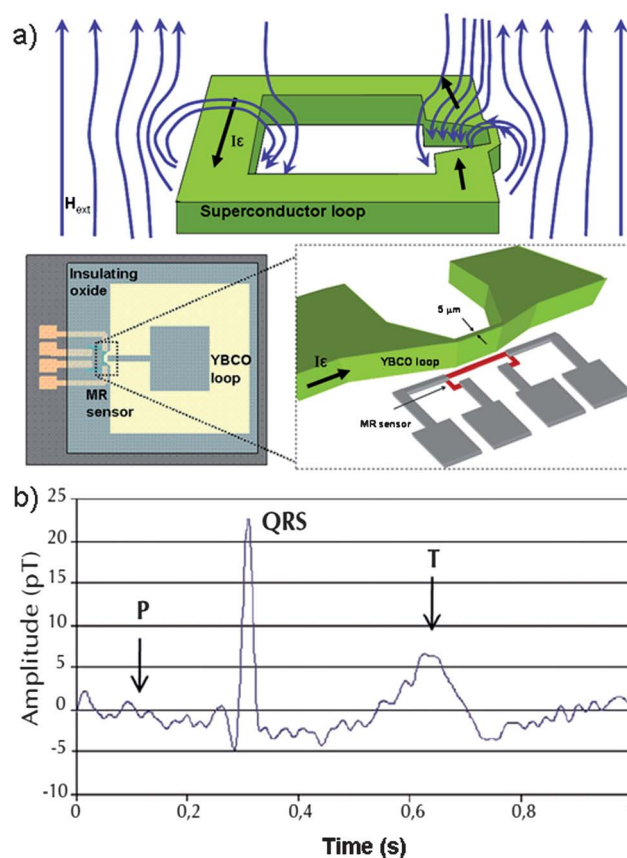 a)
Iε
H_ext
Superconductor loop
Insulating
oxide
YBCO
loop
MR
sensor
5 μm
Iε
YBCO loop
MR sensor
b)
Amplitude (pT)
25
20
15
10
5
0
-5
-10
P
QRS
T
0
0,2
0,4
0,6
0,8
Time (s)